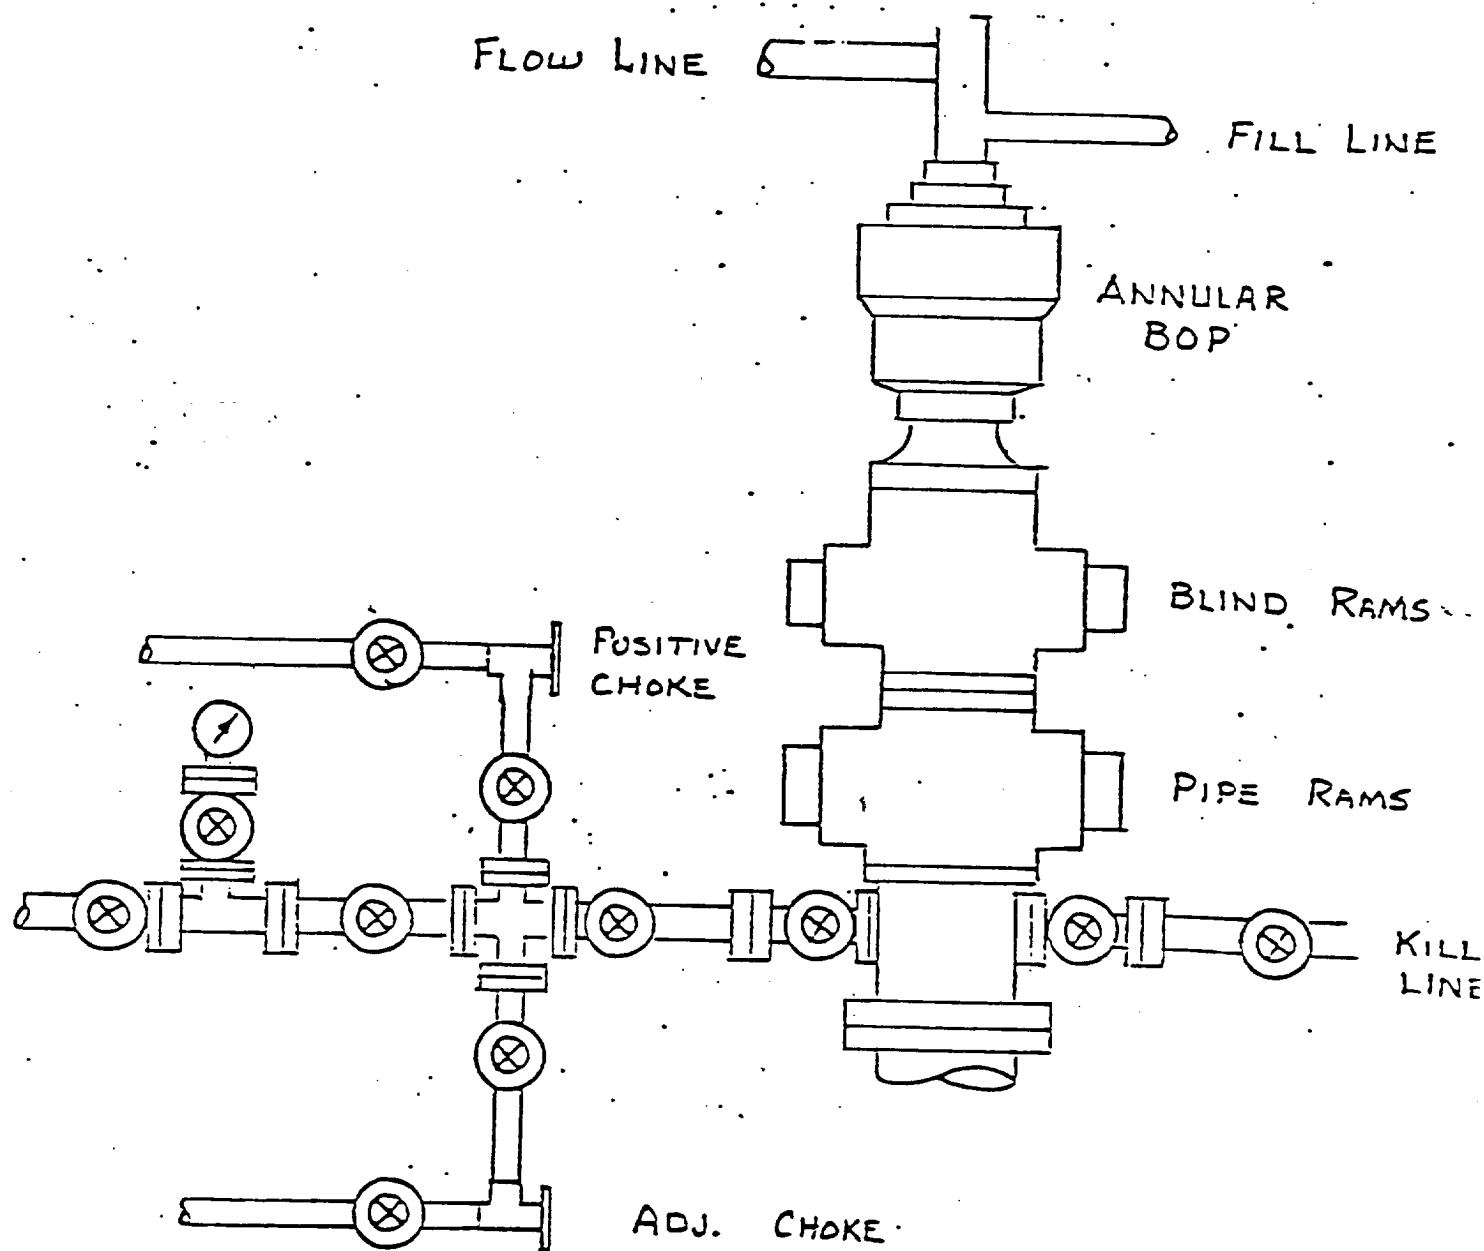 FLOW LINE
FILL LINE
ANNULAR
BOP
BLIND RAMS
POSITIVE
CHOKE
PIPE RAMS
KILL
LINE
ADJ. CHOKE